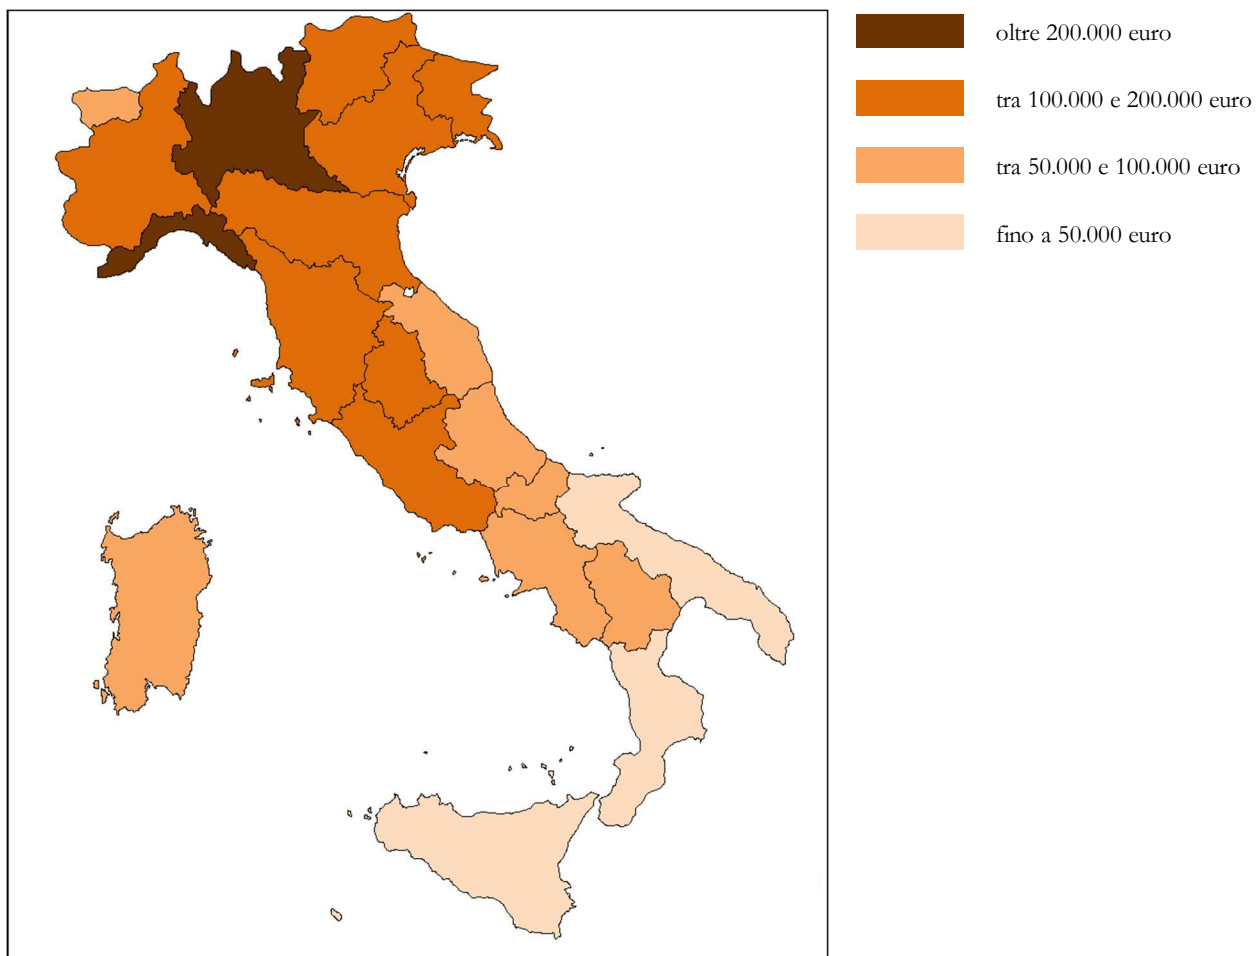 oltre 200.000 euro
tra 100.000 e 200.000 euro
tra 50.000 e 100.000 euro
fino a 50.000 euro